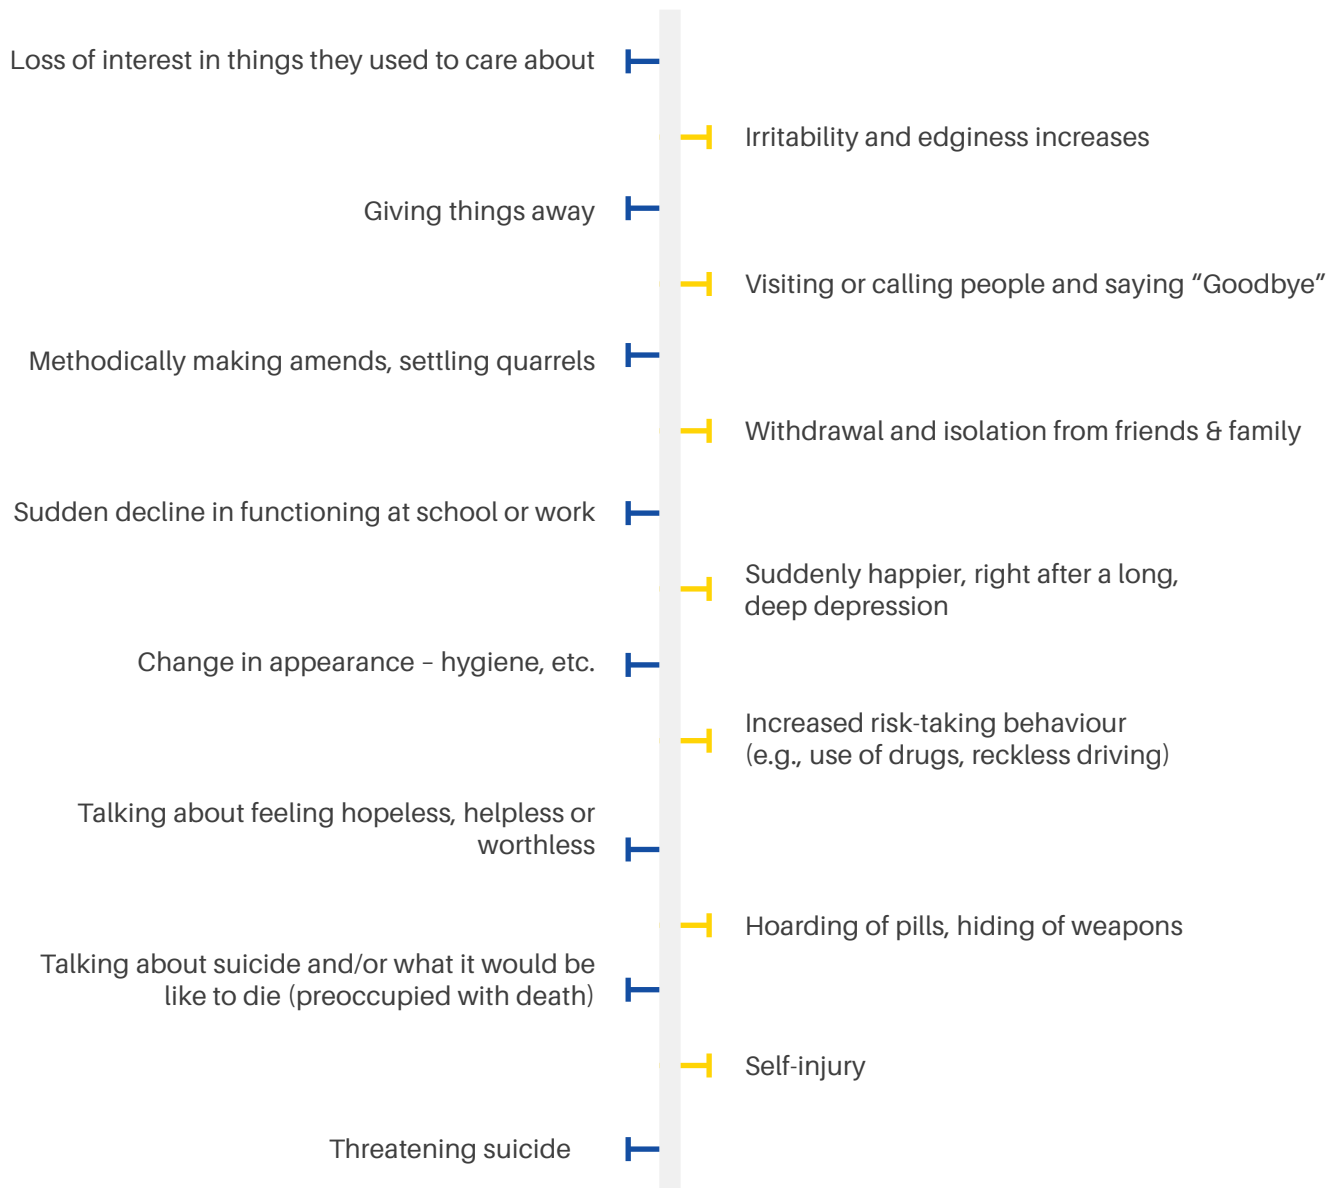 Loss of interest in things they used to care about
Irritability and edginess increases
Giving things away
Visiting or calling people and saying “Goodbye”
Methodically making amends, settling quarrels
Withdrawal and isolation from friends & family
Sudden decline in functioning at school or work
Suddenly happier, right after a long,
deep depression
Change in appearance – hygiene, etc.
Increased risk-taking behaviour
(e.g., use of drugs, reckless driving)
Talking about feeling hopeless, helpless or
worthless
Hoarding of pills, hiding of weapons
Talking about suicide and/or what it would be
like to die (preoccupied with death)
Self-injury
Threatening suicide